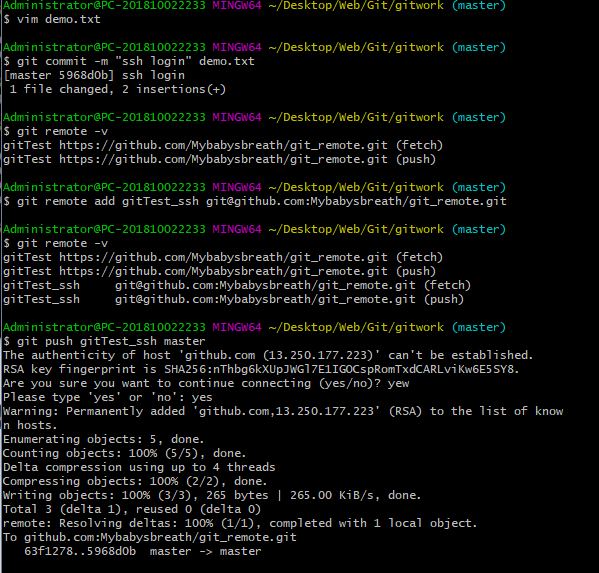 Administrator@PC-201810022233 MINGW64 ~/Desktop/Web/Git/gitwork (master)
$ vim demo.txt
Administrator@PC-201810022233 MINGW64 ~/Desktop/Web/Git/gitwork (master)
$ git commit -m "ssh login" demo.txt
[master 5968d0b] ssh login
1 file changed, 2 insertions(+)
Administrator@PC-201810022233 MINGW64 ~/Desktop/Web/Git/gitwork (master)
$ git remote -v
gitTest https://github.com/Mybabysbreath/git_remote.git (fetch)
gitTest https://github.com/Mybabysbreath/git_remote.git (push)
Administrator@PC-201810022233 MINGW64 ~/Desktop/Web/Git/gitwork (master)
$ git remote add gitTest_ssh git@github.com:Mybabysbreath/git_remote.git
Administrator@PC-201810022233 MINGW64 ~/Desktop/Web/Git/gitwork (master)
$ git remote -v
gitTest https://github.com/Mybabysbreath/git_remote.git (fetch)
gitTest https://github.com/Mybabysbreath/git_remote.git (push)
gitTest_ssh     git@github.com:Mybabysbreath/git_remote.git (fetch)
gitTest_ssh     git@github.com:Mybabysbreath/git_remote.git (push)
Administrator@PC-201810022233 MINGW64 ~/Desktop/Web/Git/gitwork (master)
$ git push gitTest_ssh master
The authenticity of host 'github.com (13.250.177.223)' can't be established.
RSA key fingerprint is SHA256:nThbg6kXUpJWGl7E1IGOCspRomTxdCARLviKw6E5SY8.
Are you sure you want to continue connecting (yes/no)? yew
Please type 'yes' or 'no': yes
Warning: Permanently added 'github.com,13.250.177.223' (RSA) to the list of know
n hosts.
Enumerating objects: 5, done.
Counting objects: 100% (5/5), done.
Delta compression using up to 4 threads
Compressing objects: 100% (2/2), done.
Writing objects: 100% (3/3), 265 bytes | 265.00 KiB/s, done.
Total 3 (delta 1), reused 0 (delta 0)
remote: Resolving deltas: 100% (1/1), completed with 1 local object.
To github.com:Mybabysbreath/git_remote.git
63f1278..5968d0b  master -> master